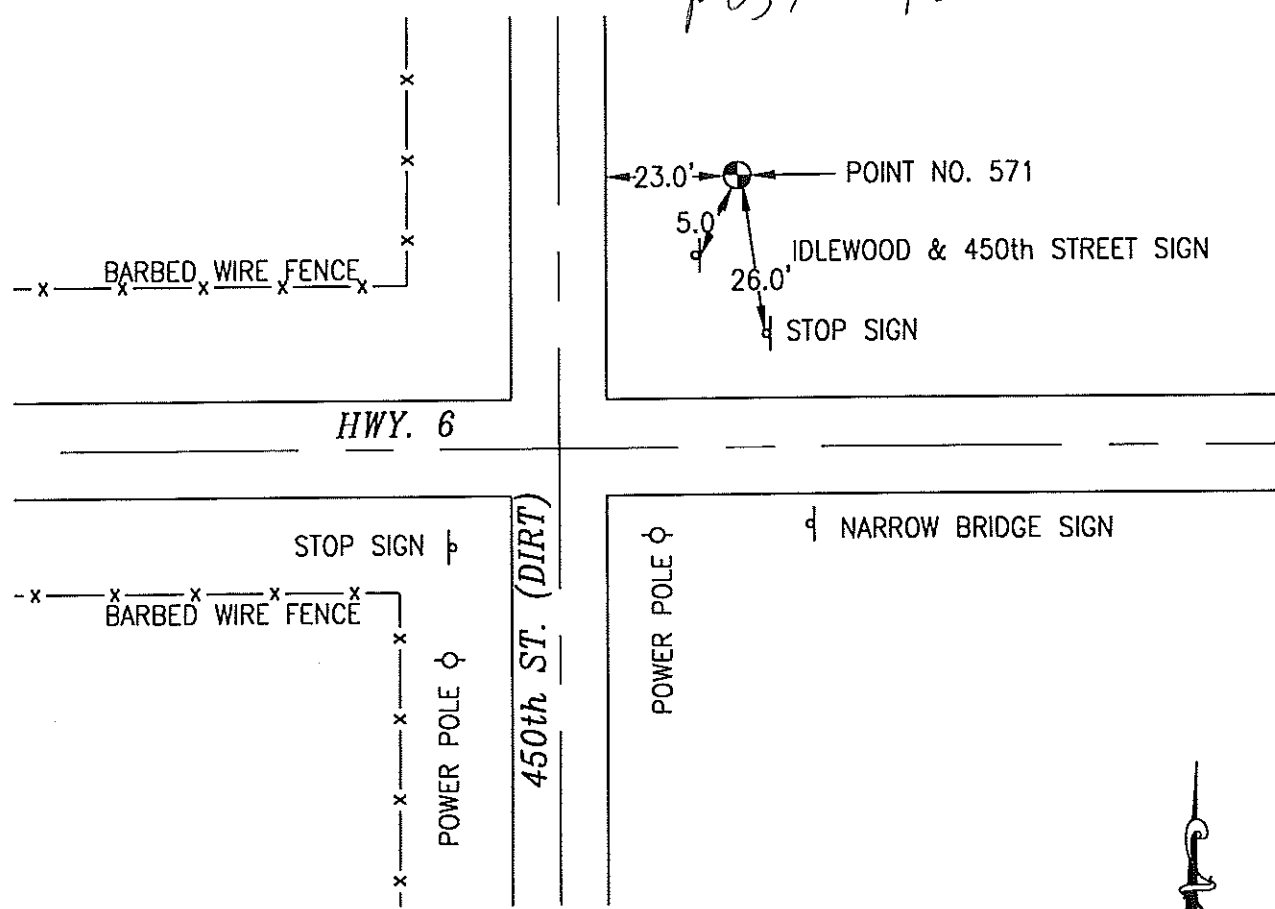 23.0'
POINT NO. 571
5.0'
IDLEWOOD & 450th STREET SIGN
26.0'
STOP SIGN
BARBED WIRE FENCE
HWY. 6
NARROW BRIDGE SIGN
STOP SIGN
BARBED WIRE FENCE
450th ST. (DIRT)
POWER POLE
POWER POLE